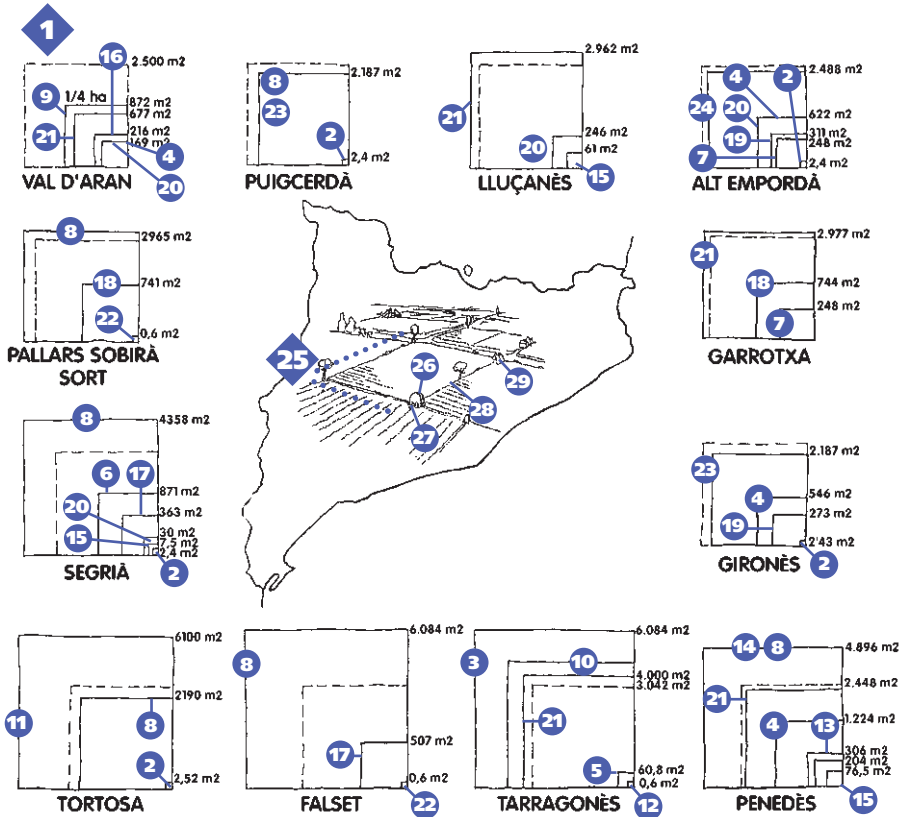 1
2.500 m2
16
9
1/4 ha
872 m2
677 m2
21
216 m2
169 m2
4
20
VAL D'ARAN
2.187 m2
8
23
2
2,4 m2
PUIGCERDÀ
2.962 m2
21
246 m2
20
61 m2
15
LLUÇANÈS
2.488 m2
4
2
24
20
622 m2
19
311 m2
248 m2
7
2,4 m2
ALT EMPORDÀ
8
2965 m2
18
741 m2
22
0,6 m2
PALLARS SOBIRÀ
SORT
25
26
29
28
27
2.977 m2
21
18
744 m2
248 m2
7
GARROTXA
8
4358 m2
6
17
871 m2
20
363 m2
15
30 m2
7,5 m2
2,4 m2
2
SEGRIÀ
2.187 m2
23
4
546 m2
19
273 m2
2'43 m2
2
GIRONÈS
6100 m2
11
2190 m2
8
2
2,52 m2
TORTOSA
6.084 m2
8
17
507 m2
0,6 m2
22
FALSET
6.084 m2
3
10
4.000 m2
3.042 m2
21
5
60,8 m2
0,6 m2
12
TARRAGONÈS
14
8
4.896 m2
21
2,448 m2
4
13
1.224 m2
306 m2
204 m2
76,5 m2
15
PENEDÈS